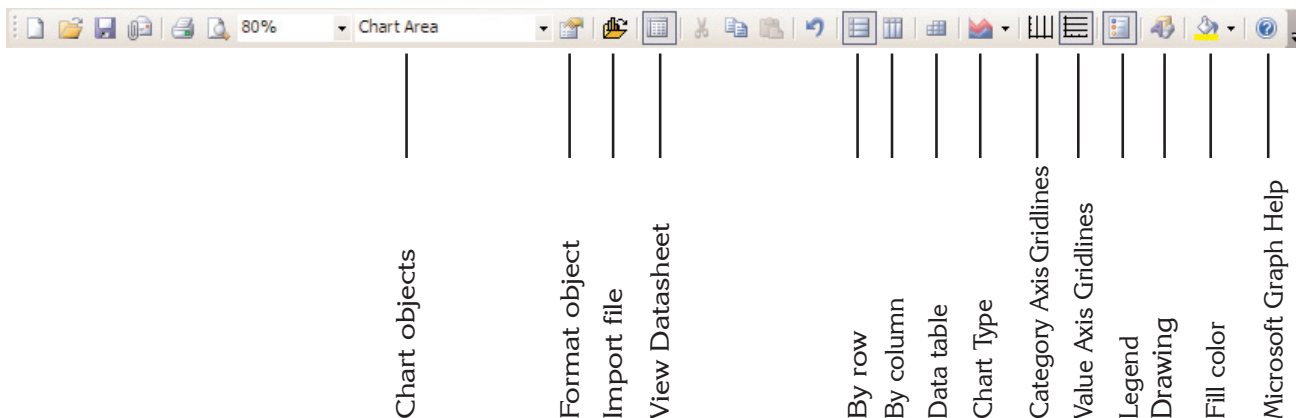 80%
Chart Area
Chart objects
Format object
Import file
View Datasheet
By row
By column
Data table
Chart Type
Category Axis Gridlines
Value Axis Gridlines
Legend
Drawing
Fill color
Microsoft Graph Help